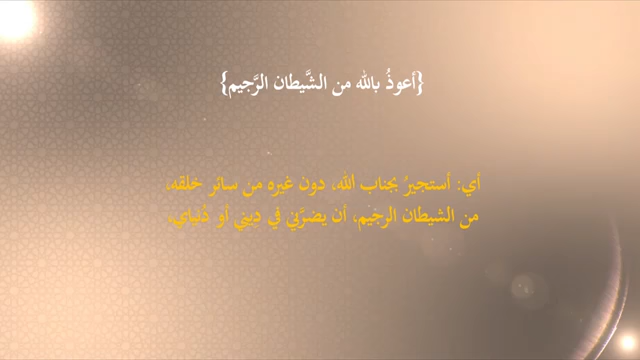 {أعوذُ بالله من الشَّيطان الرَّجيم}
أي: أستجيرُ بجناب الله، دون غيره من سائر خلقه،
من الشيطان الرجيم، أن يضرَّني في دِيني أو دُنياي،